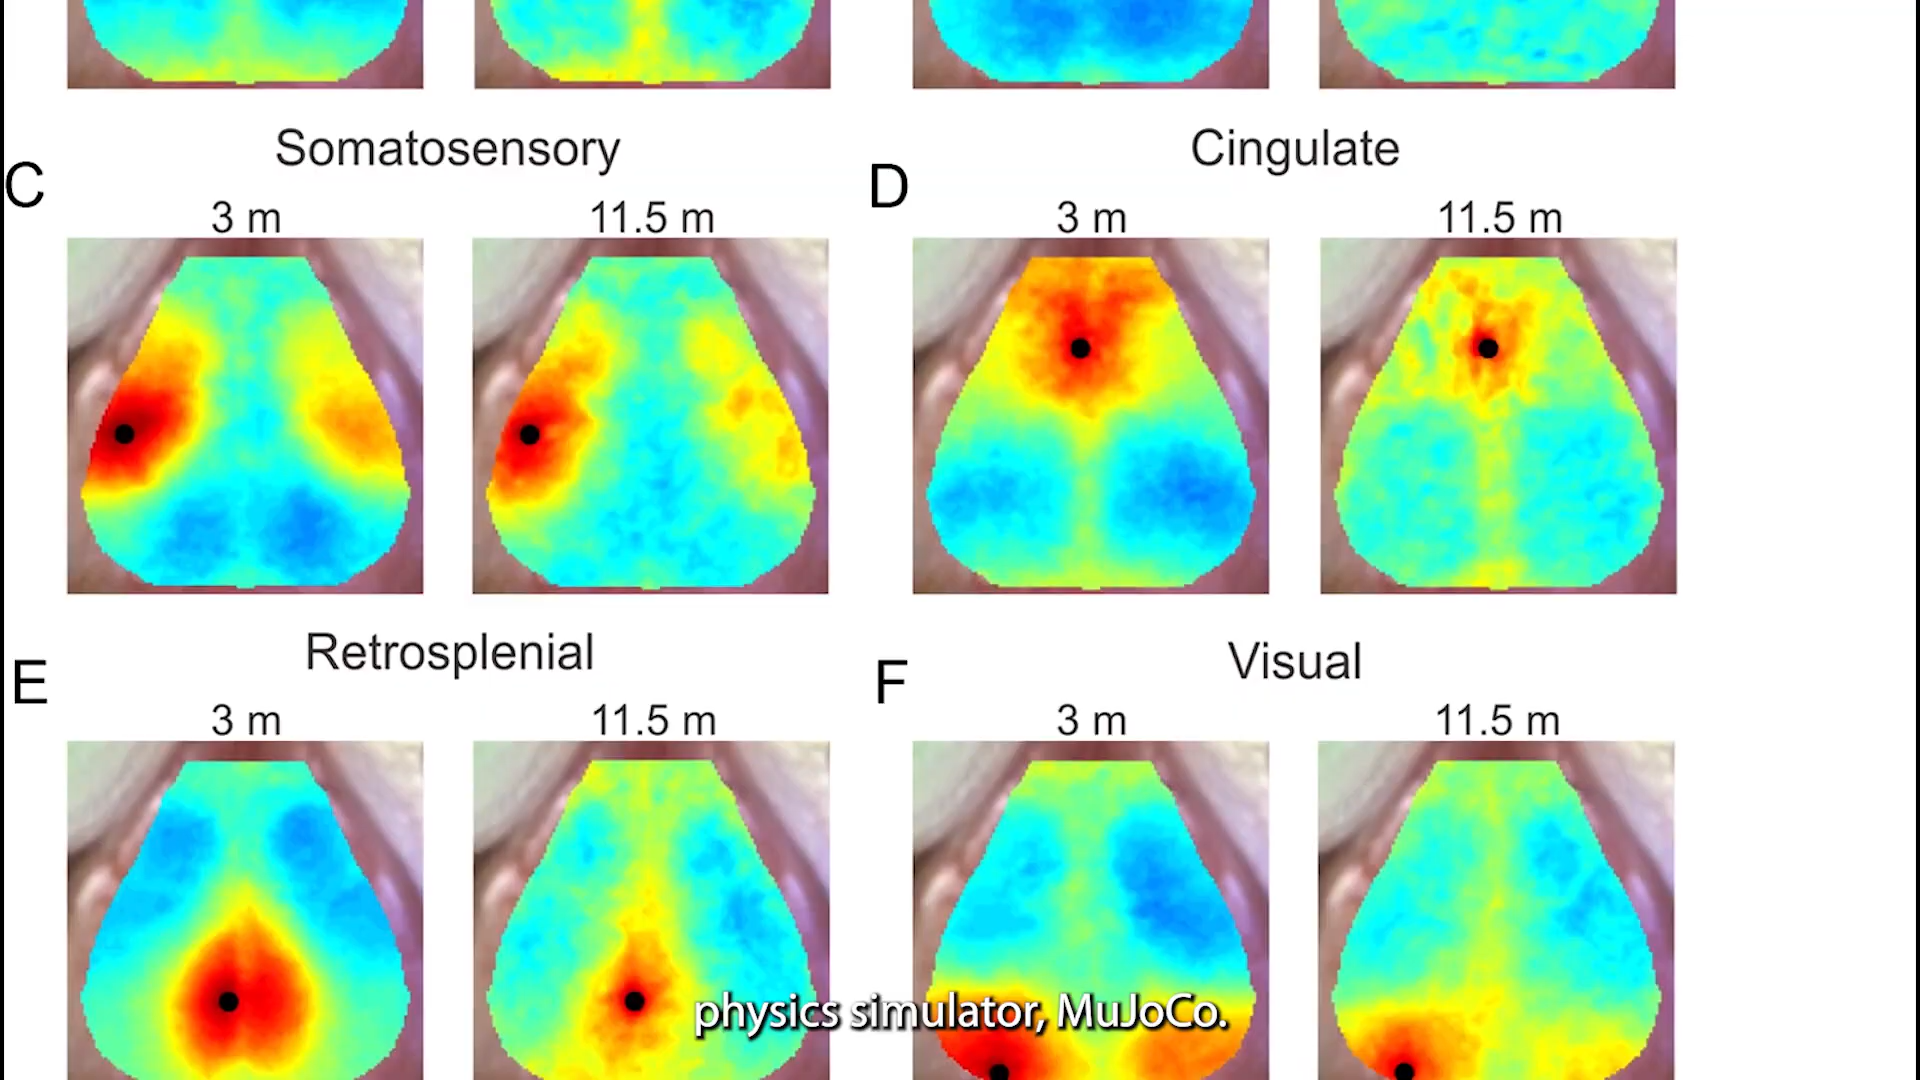 Somatosensory
Cingulate
C
D
3 m
11.5 m
3 m
11.5 m
Retrosplenial
Visual
E
F
3 m
11.5 m
3 m
11.5 m
physics simulator, MuJoCo.